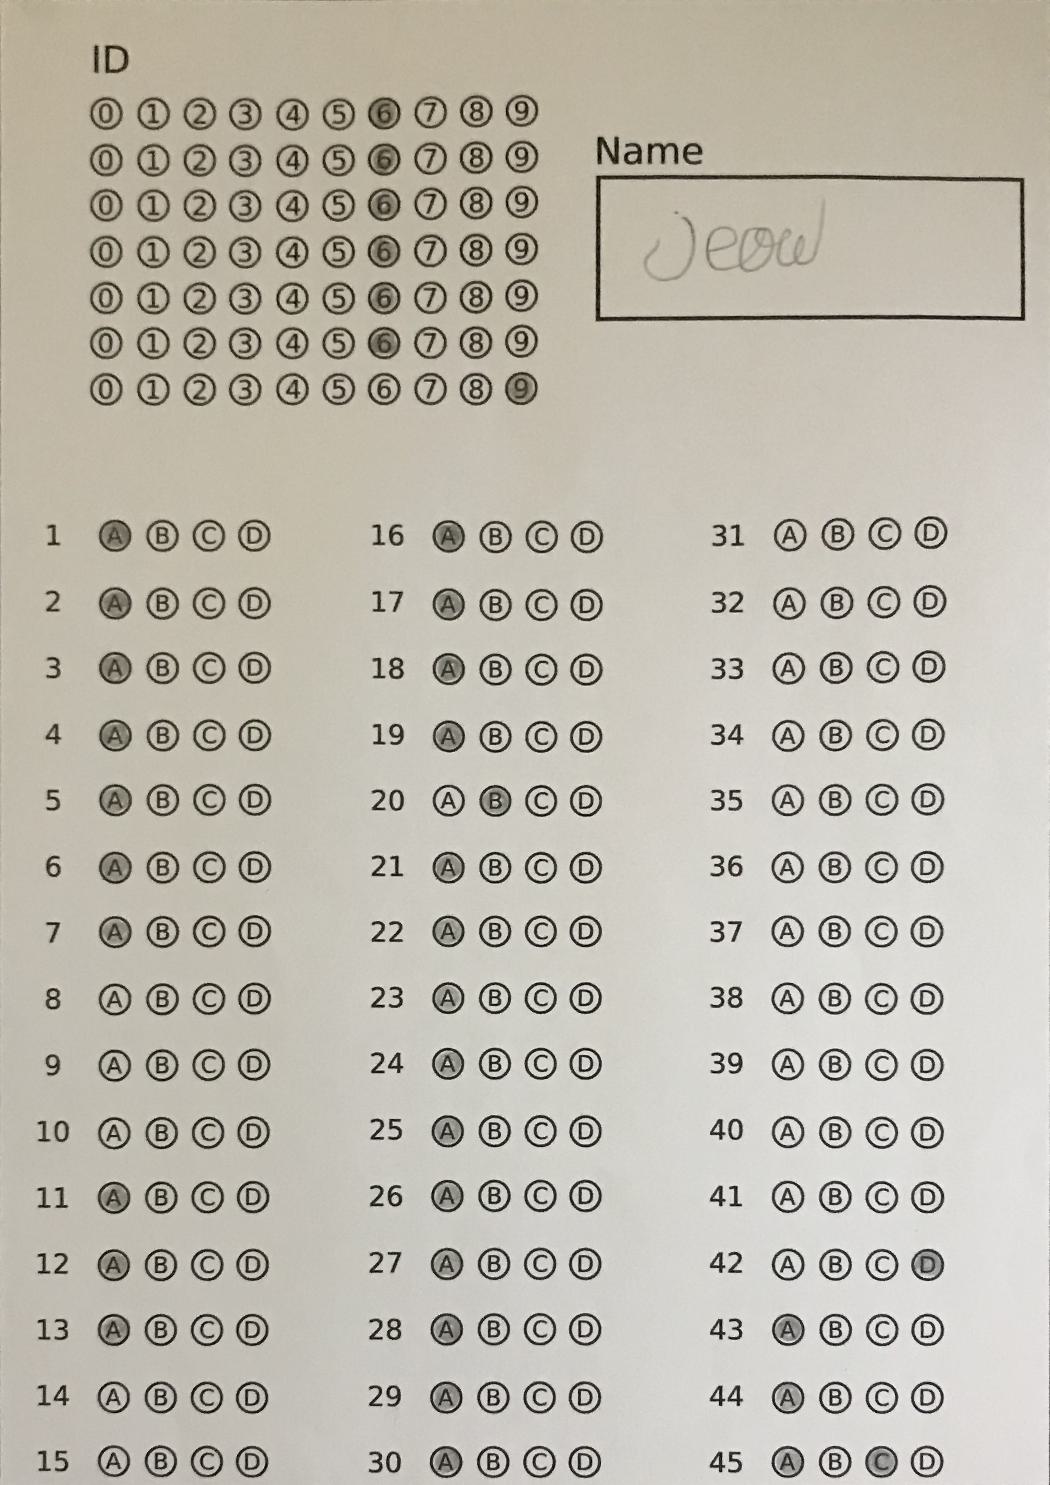 ID
0 1 2 3 4 5 6 7 8 9
0 1 2 3 4 5 6 7 8 9
0 1 2 3 4 5 6 7 8 9
0 1 2 3 4 5 6 7 8 9
0 1 2 3 4 5 6 7 8 9
0 1 2 3 4 5 6 7 8 9
0 1 2 3 4 5 6 7 8 9
Name
1 A B C D
2 A B C D
3 A B C D
4 A B C D
5 A B C D
6 A B C D
7 A B C D
8 A B C D
9 A B C D
10 A B C D
11 A B C D
12 A B C D
13 A B C D
14 A B C D
15 A B C D
16 A B C D
17 A B C D
18 A B C D
19 A B C D
20 A B C D
21 A B C D
22 A B C D
23 A B C D
24 A B C D
25 A B C D
26 A B C D
27 A B C D
28 A B C D
29 A B C D
30 A B C D
31 A B C D
32 A B C D
33 A B C D
34 A B C D
35 A B C D
36 A B C D
37 A B C D
38 A B C D
39 A B C D
40 A B C D
41 A B C D
42 A B C D
43 A B C D
44 A B C D
45 A B C D